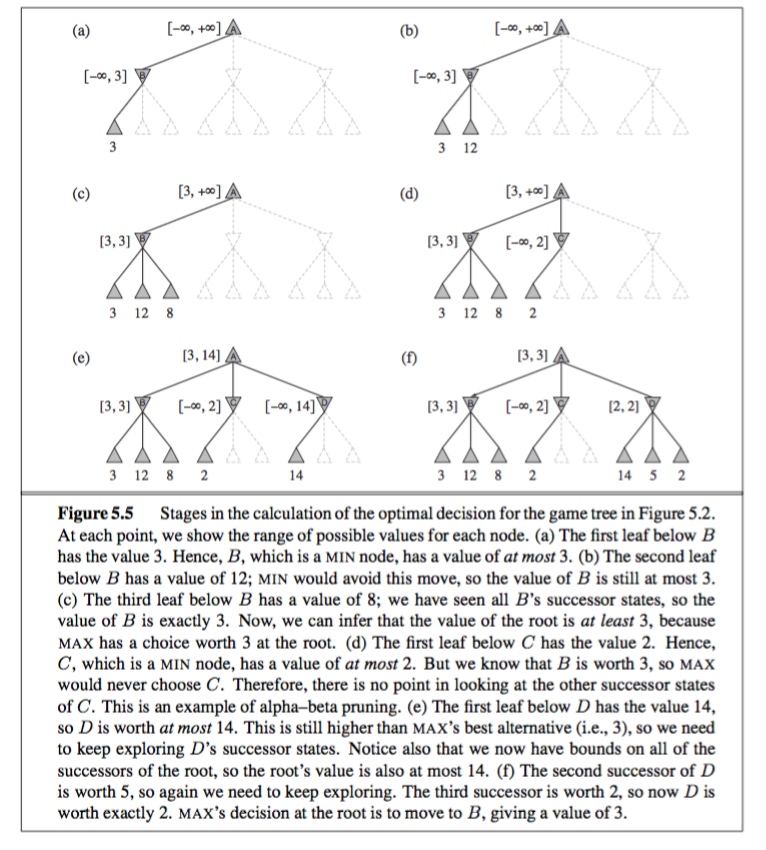 (a) [−∞, +∞] A
(b) [−∞, +∞] A
[−∞, 3] B
[−∞, 3] B
3
3 12
(c) [3, +∞] A
(d) [3, +∞] A
[3, 3] B
[3, 3] B [−∞, 2] C
3 12 8
3 12 8 2
(e) [3, 14] A
(f) [3, 3] A
[3, 3] B [−∞, 2] C [−∞, 14] D
[3, 3] B [−∞, 2] C [2, 2] D
3 12 8 2 14
3 12 8 2 14 5 2
Figure 5.5 Stages in the calculation of the optimal decision for the game tree in Figure 5.2.
At each point, we show the range of possible values for each node. (a) The first leaf below B
has the value 3. Hence, B, which is a MIN node, has a value of at most 3. (b) The second leaf
below B has a value of 12; MIN would avoid this move, so the value of B is still at most 3.
(c) The third leaf below B has a value of 8; we have seen all B’s successor states, so the
value of B is exactly 3. Now, we can infer that the value of the root is at least 3, because
MAX has a choice worth 3 at the root. (d) The first leaf below C has the value 2. Hence,
C, which is a MIN node, has a value of at most 2. But we know that B is worth 3, so MAX
would never choose C. Therefore, there is no point in looking at the other successor states
of C. This is an example of alpha–beta pruning. (e) The first leaf below D has the value 14,
so D is worth at most 14. This is still higher than MAX’s best alternative (i.e., 3), so we need
to keep exploring D’s successor states. Notice also that we now have bounds on all of the
successors of the root, so the root’s value is also at most 14. (f) The second successor of D
is worth 5, so again we need to keep exploring. The third successor is worth 2, so now D is
worth exactly 2. MAX’s decision at the root is to move to B, giving a value of 3.